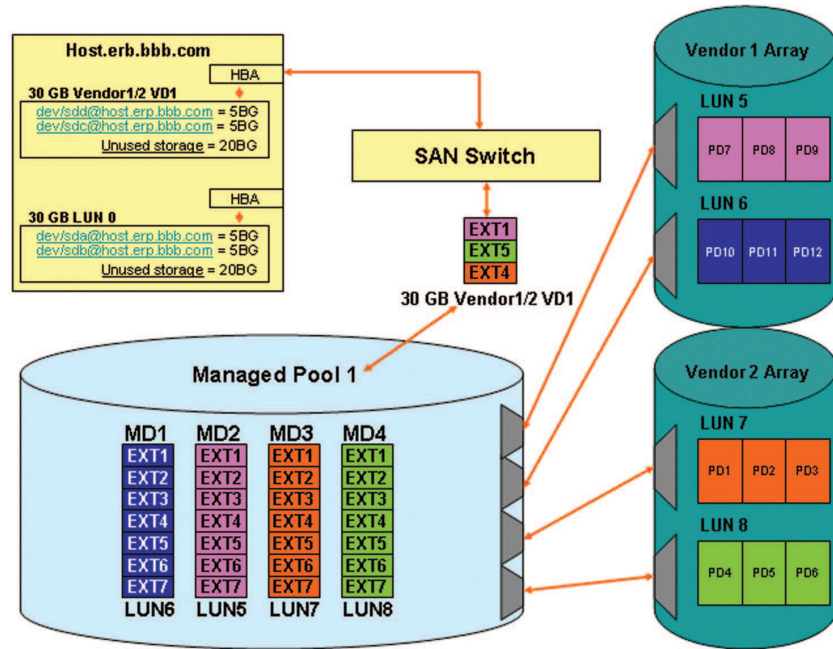 Host.erb.bbb.com
HBA
30 GB Vendor1/2 VD1
dev/sdd@host.erp.bbb.com = 5BG
dev/sdc@host.erp.bbb.com = 5BG
Unused storage = 20BG
HBA
30 GB LUN 0
dev/sda@host.erp.bbb.com = 5BG
dev/sdb@host.erp.bbb.com = 5BG
Unused storage = 20BG
SAN Switch
EXT1
EXT5
EXT4
30 GB Vendor1/2 VD1
Vendor 1 Array
LUN 5
PD7 PD8 PD9
LUN 6
PD10 PD11 PD12
Managed Pool 1
MD1 MD2 MD3 MD4
EXT1 EXT1 EXT1 EXT1
EXT2 EXT2 EXT2 EXT2
EXT3 EXT3 EXT3 EXT3
EXT4 EXT4 EXT4 EXT4
EXT5 EXT5 EXT5 EXT5
EXT6 EXT6 EXT6 EXT6
EXT7 EXT7 EXT7 EXT7
LUN6 LUN5 LUN7 LUN8
Vendor 2 Array
LUN 7
PD1 PD2 PD3
LUN 8
PD4 PD5 PD6